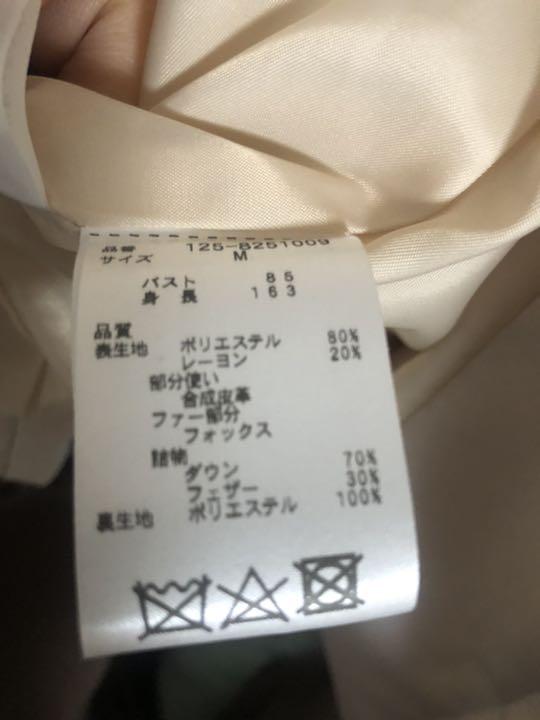 品番 125-B251009
サイズ M
バスト 85
身長 163
品質
表生地 ポリエステル 80%
レーヨン 20%
部分使い
合成皮革
ファー部分
フォックス
詰物
ダウン 70%
フェザー 30%
裏生地 ポリエステル 100%